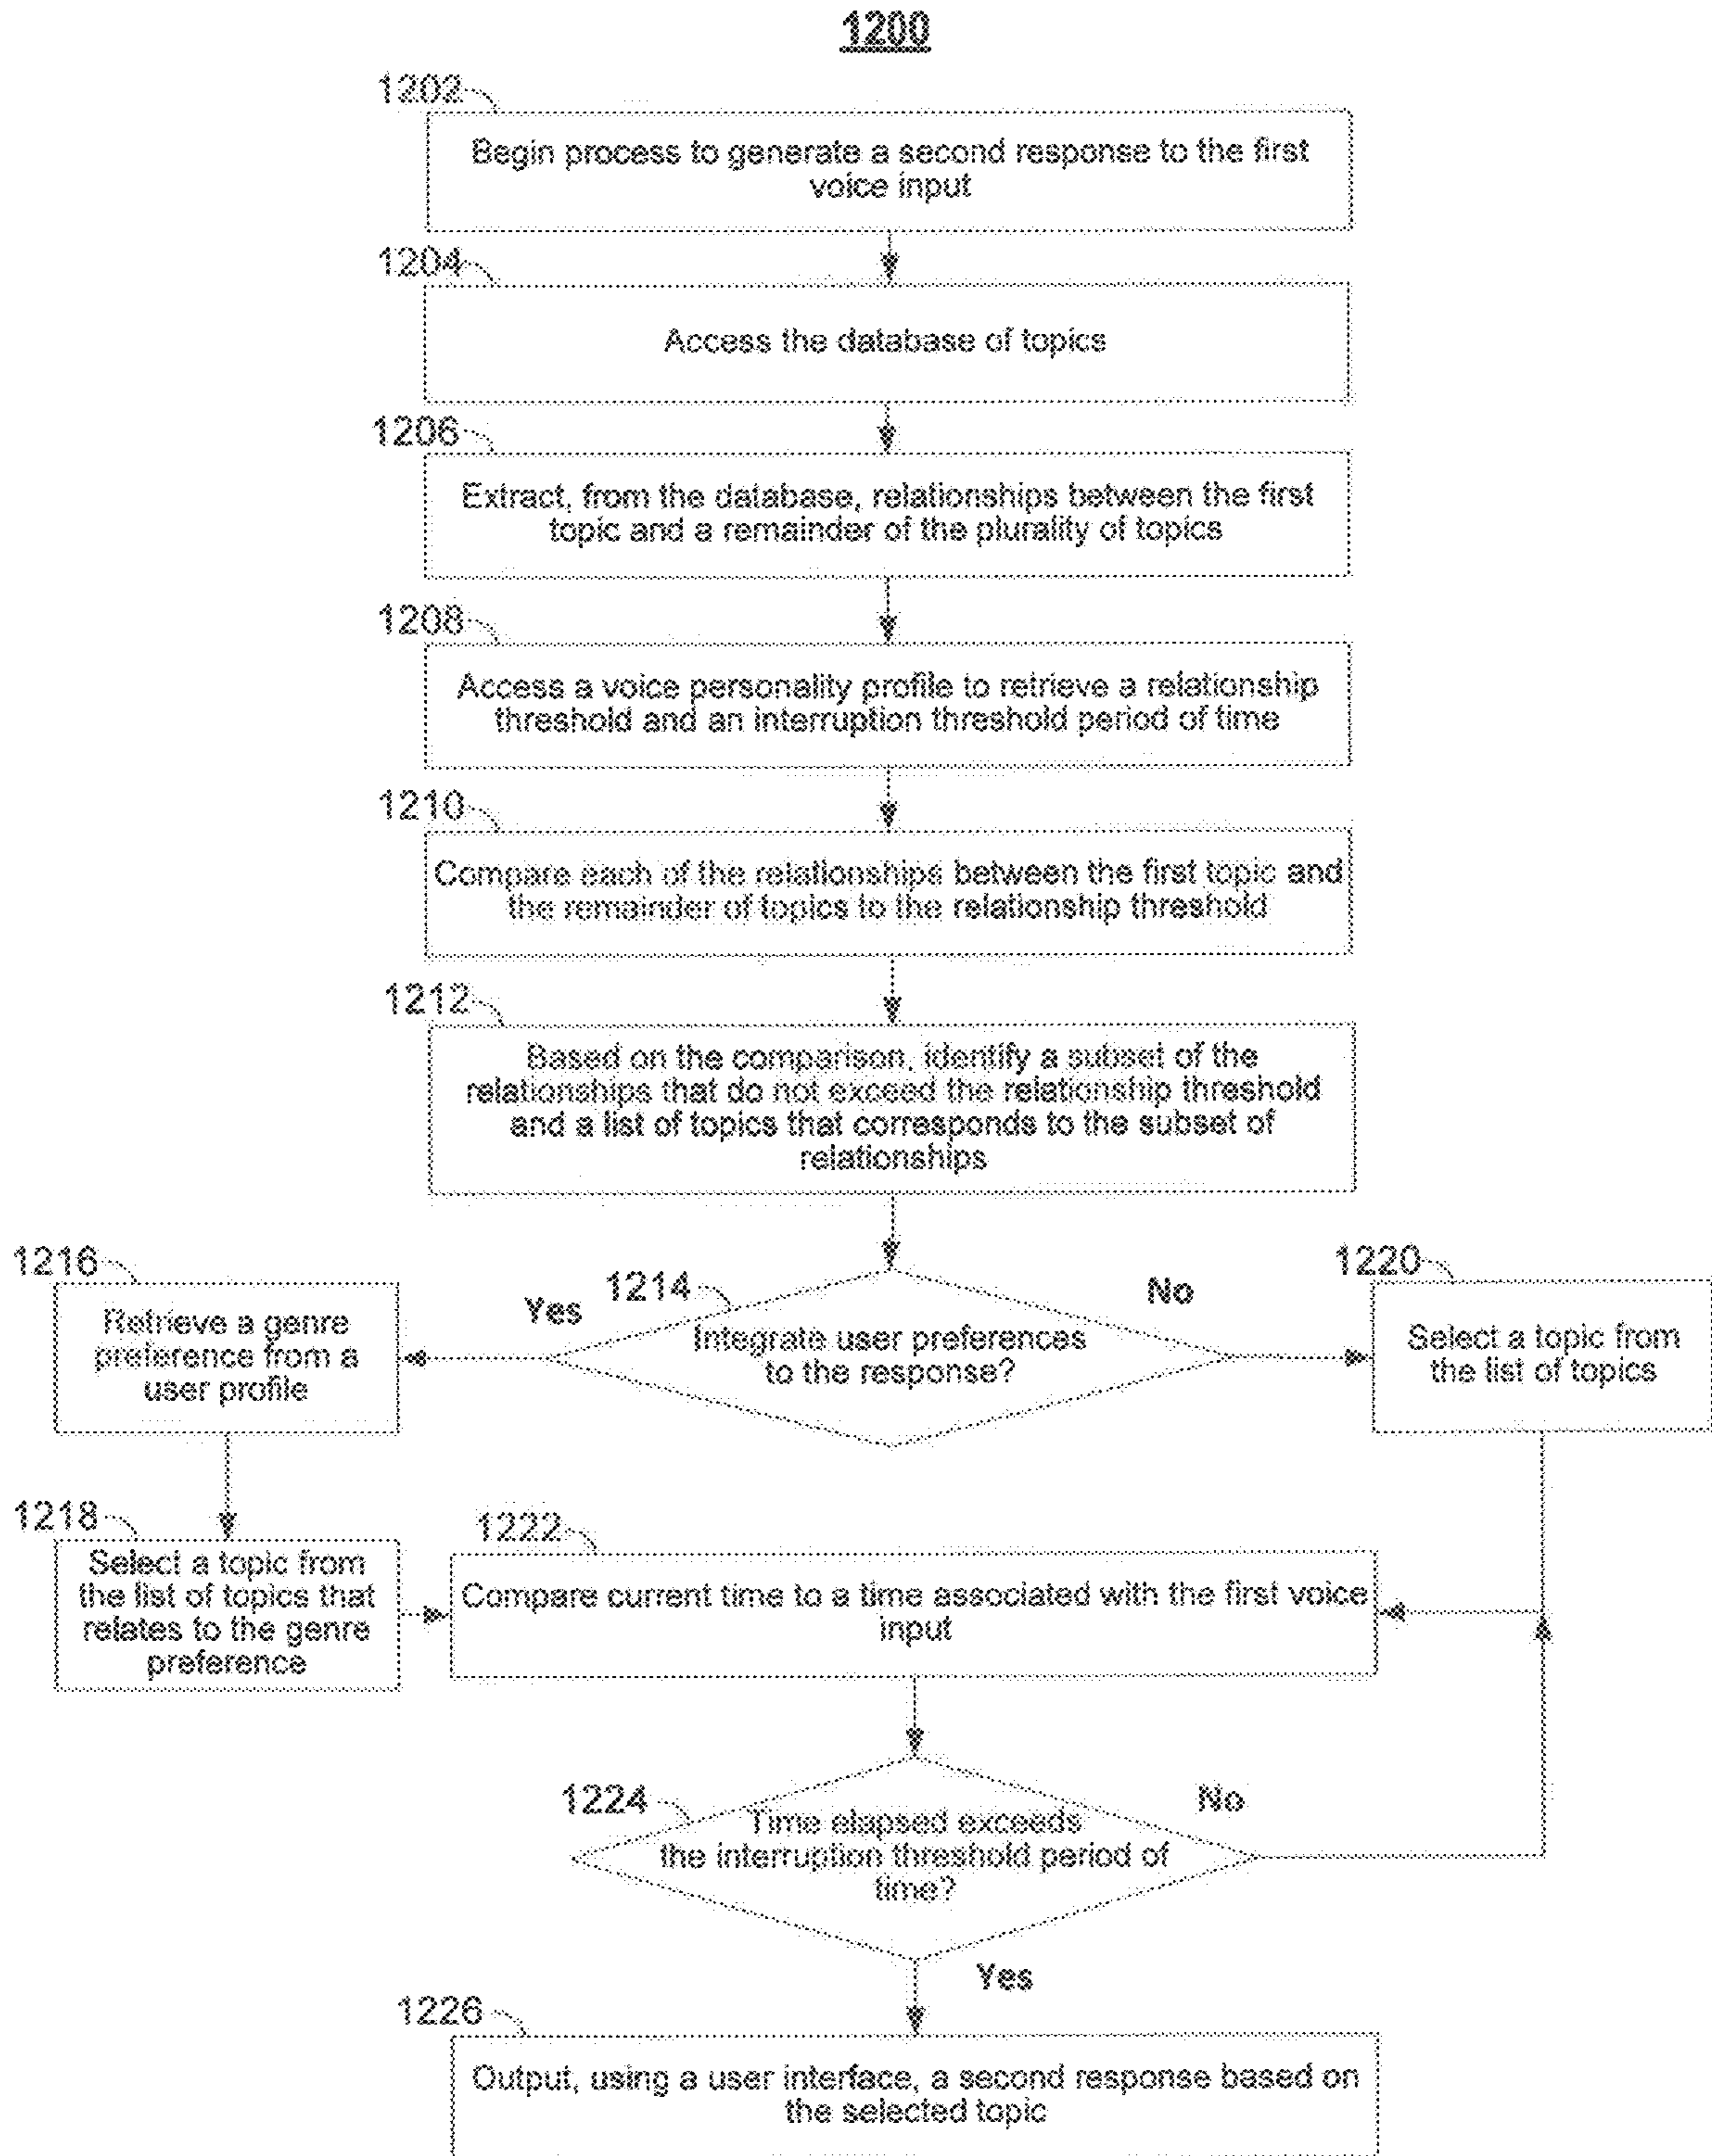 1200
1202
Begin process to generate a second response to the first
voice input
1204
Access the database of topics
1206
Extract, from the database, relationships between the first
topic and a remainder of the plurality of topics
1208
Access a voice personality profile to retrieve a relationship
threshold and an interruption threshold period of time
1210
Compare each of the relationships between the first topic and
the remainder of topics to the relationship threshold
1212
Based on the comparison, identify a subset of the
relationships that do not exceed the relationship threshold
and a list of topics that corresponds to the subset of
relationships
1214
Integrate user preferences
to the response?
Yes
No
1216
Retrieve a genre
preference from a
user profile
1220
Select a topic from
the list of topics
1218
Select a topic from
the list of topics that
relates to the genre
preference
1222
Compare current time to a time associated with the first voice
input
1224
Time elapsed exceeds
the interruption threshold period of
time?
No
Yes
1226
Output, using a user interface, a second response based on
the selected topic